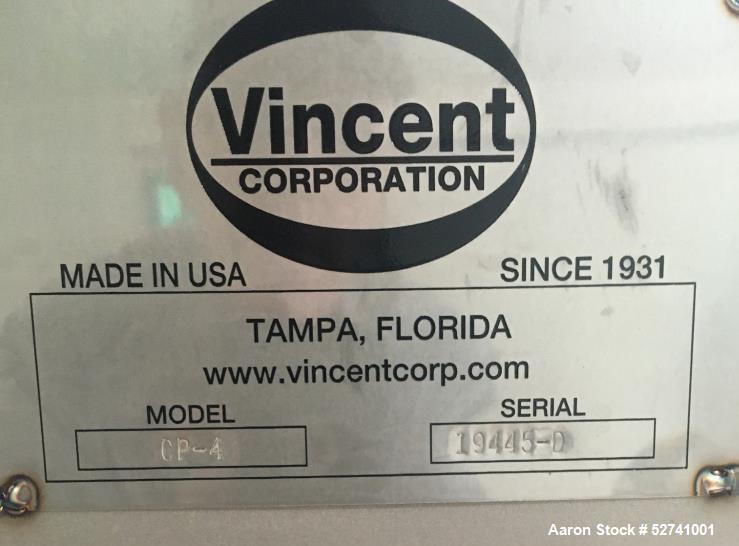 Vincent
CORPORATION
MADE IN USA
SINCE 1931
TAMPA, FLORIDA
www.vincentcorp.com
MODEL
SERIAL
CP-4
19445-D
Aaron Stock # 52741001